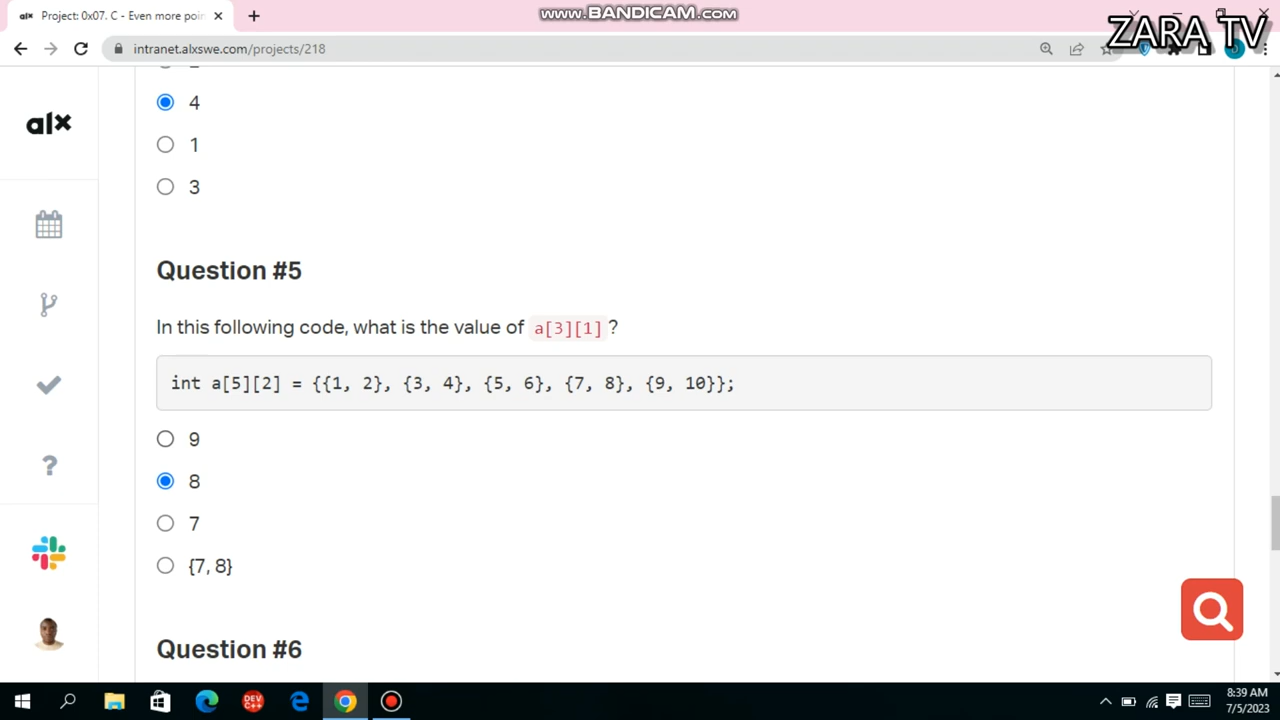 www.BANDICAM.com
Project: 0x07. C - Even more poin
ZARA TV
intranet.alxswe.com/projects/218
alx
4
1
3
Question #5
In this following code, what is the value of a[3][1] ?
int a[5][2] = {{1, 2}, {3, 4}, {5, 6}, {7, 8}, {9, 10}};
9
8
7
{7, 8}
Question #6
DEV C++
8:39 AM
7/5/2023